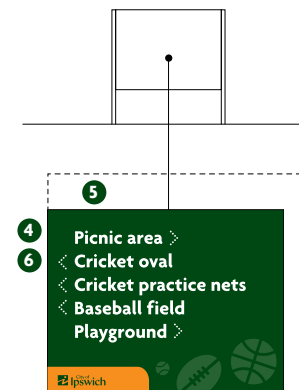 5
4 Picnic area >
6 < Cricket oval
< Cricket practice nets
< Baseball field
Playground >
City of
Ipswich